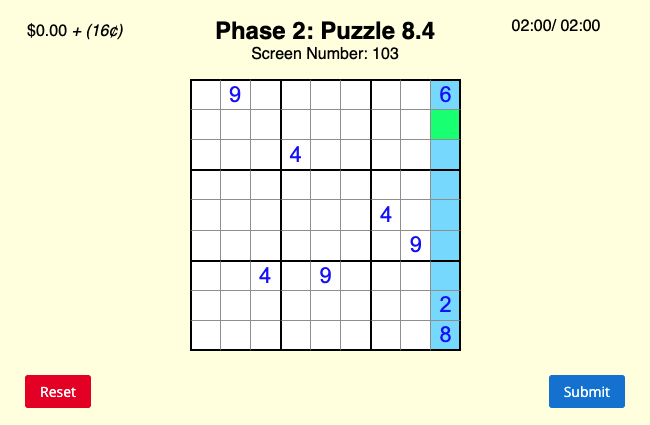 $0.00 + (16¢)
Phase 2: Puzzle 8.4
02:00/ 02:00
Screen Number: 103
9 6
4
4
9
4 9
2
8
Reset
Submit